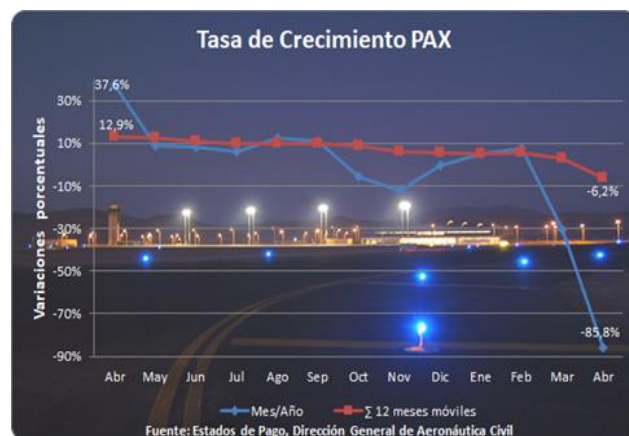 Tasa de Crecimiento PAX
Variaciones porcentuales
37,6%
30%
12,9%
10%
-10%
-6,2%
-30%
-50%
-70%
-85,8%
-90%
Abr May Jun Jul Ago Sep Oct Nov Dic Ene Feb Mar Abr
Mes/Año ∑ 12 meses móviles
Fuente: Estados de Pago, Dirección General de Aeronáutica Civil